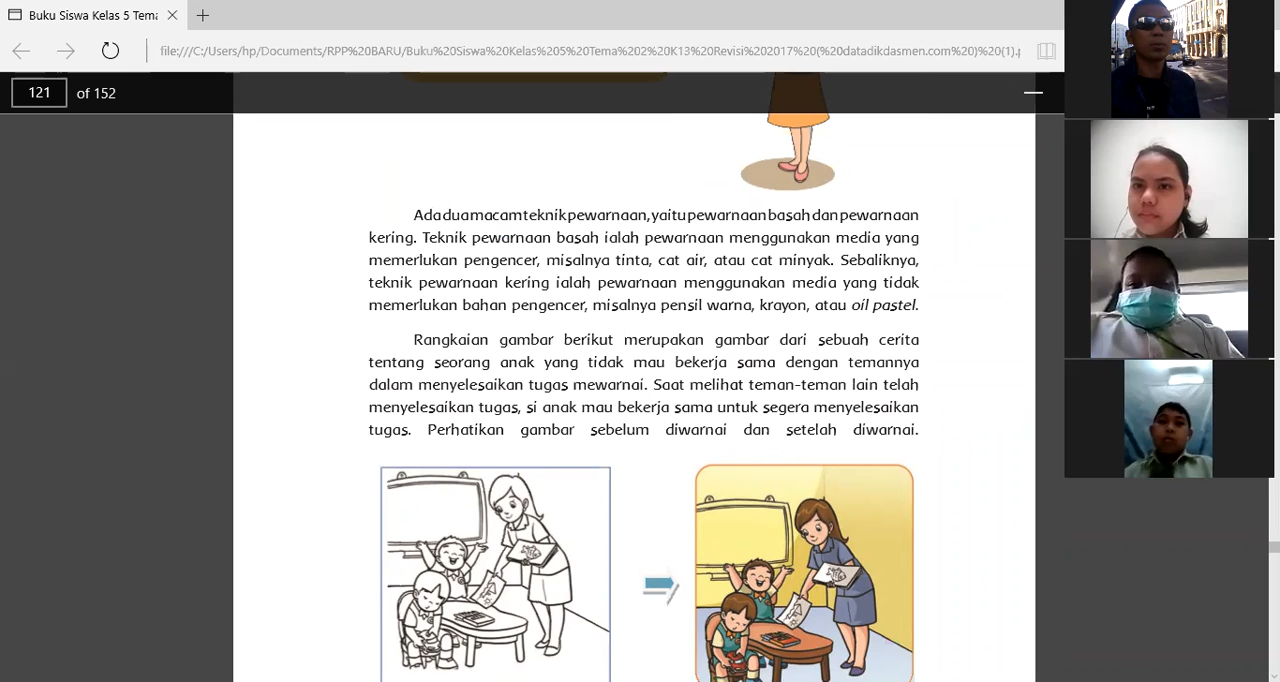 Buku Siswa Kelas 5 Tema
file:///C:/Users/hp/Documents/RPP%20BARU/Buku%20Siswa%20Kelas%205%20Tema%202%20K13%20Revisi%202017%20(%20datadikdasmen.com%20)%20(1).p
121 of 152
Ada dua macam teknik pewarnaan, yaitu pewarnaan basah dan pewarnaan
kering. Teknik pewarnaan basah ialah pewarnaan menggunakan media yang
memerlukan pengencer, misalnya tinta, cat air, atau cat minyak. Sebaliknya,
teknik pewarnaan kering ialah pewarnaan menggunakan media yang tidak
memerlukan bahan pengencer, misalnya pensil warna, krayon, atau oil pastel.
Rangkaian gambar berikut merupakan gambar dari sebuah cerita
tentang seorang anak yang tidak mau bekerja sama dengan temannya
dalam menyelesaikan tugas mewarnai. Saat melihat teman-teman lain telah
menyelesaikan tugas, si anak mau bekerja sama untuk segera menyelesaikan
tugas. Perhatikan gambar sebelum diwarnai dan setelah diwarnai.